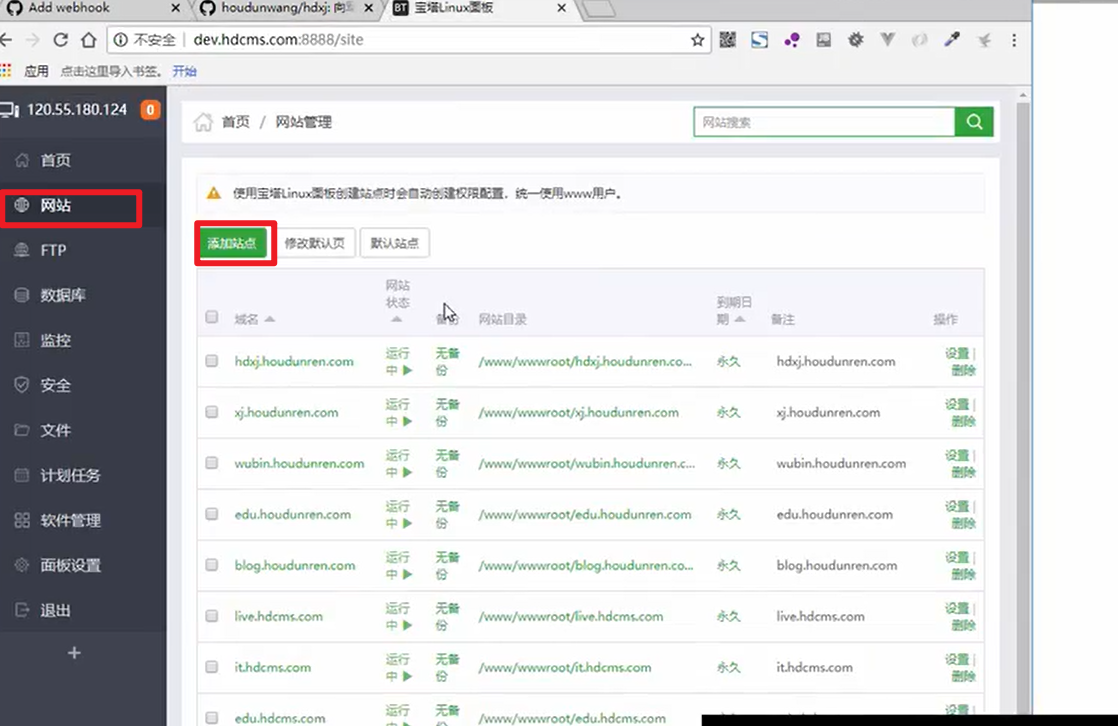 Add webhook
houdunwang/hdxj: 向
BT 宝塔Linux面板
不安全 dev.hdcms.com:8888/site
应用 点击这里导入书签。 开始
120.55.180.124 0
首页
网站
FTP
数据库
监控
安全
文件
计划任务
软件管理
面板设置
退出
+
首页 / 网站管理
网站搜索
使用宝塔Linux面板创建站点时会自动创建权限配置，统一使用www用户。
添加站点 修改默认页 默认站点
域名 网站状态 备份 网站目录 到期日期 备注 操作
hdxj.houdunren.com 运行中 无备份 /www/wwwroot/hdxj.houdunren.co... 永久 hdxj.houdunren.com 设置 | 删除
xj.houdunren.com 运行中 无备份 /www/wwwroot/xj.houdunren.com 永久 xj.houdunren.com 设置 | 删除
wubin.houdunren.com 运行中 无备份 /www/wwwroot/wubin.houdunren.c... 永久 wubin.houdunren.com 设置 | 删除
edu.houdunren.com 运行中 无备份 /www/wwwroot/edu.houdunren.com 永久 edu.houdunren.com 设置 | 删除
blog.houdunren.com 运行中 无备份 /www/wwwroot/blog.houdunren.co... 永久 blog.houdunren.com 设置 | 删除
live.hdcms.com 运行中 无备份 /www/wwwroot/live.hdcms.com 永久 live.hdcms.com 设置 | 删除
it.hdcms.com 运行中 无备份 /www/wwwroot/it.hdcms.com 永久 it.hdcms.com 设置 | 删除
edu.hdcms.com 运行 无备 /www/wwwroot/edu.hdcms.com 永久 edu.hdcms.com 设置 |